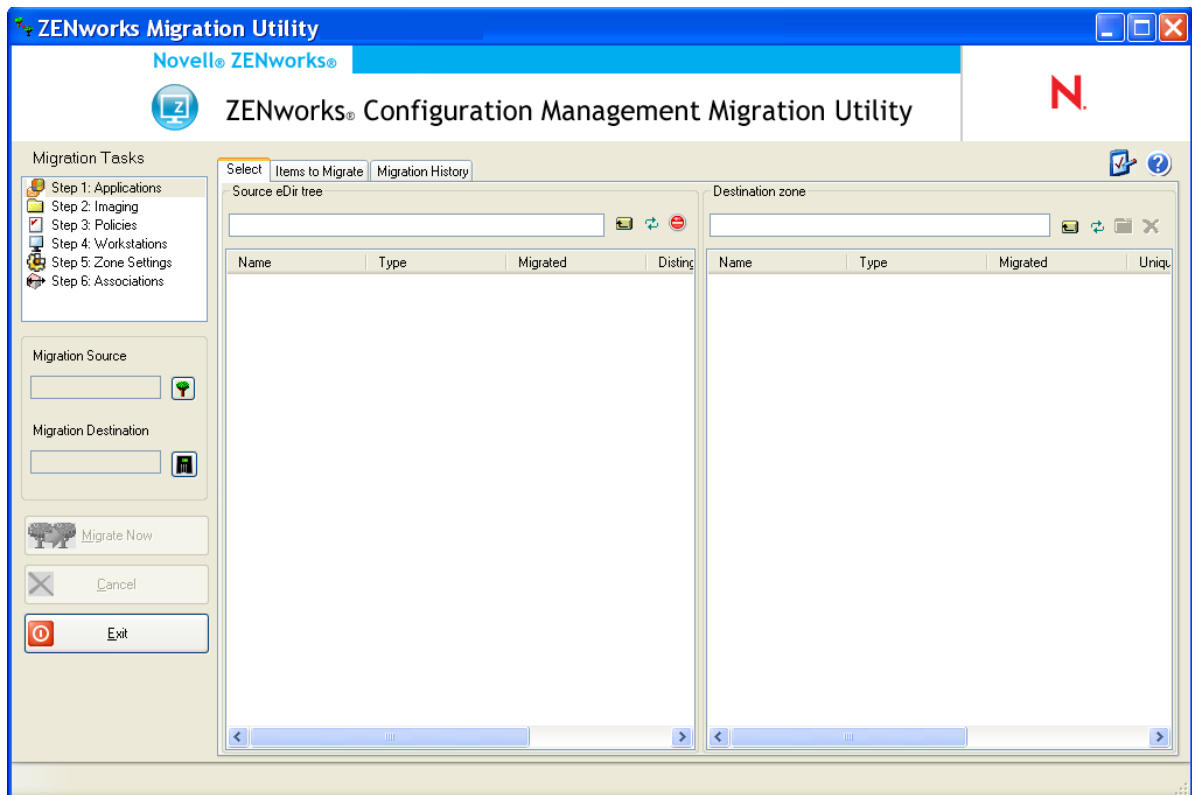 ZENworks Migration Utility
Novell® ZENworks®
ZENworks® Configuration Management Migration Utility
N.
Migration Tasks
Step 1: Applications
Step 2: Imaging
Step 3: Policies
Step 4: Workstations
Step 5: Zone Settings
Step 6: Associations
Migration Source
Migration Destination
Migrate Now
Cancel
Exit
Select Items to Migrate Migration History
Source eDir tree
Name Type Migrated Disting
Destination zone
Name Type Migrated Uniqu